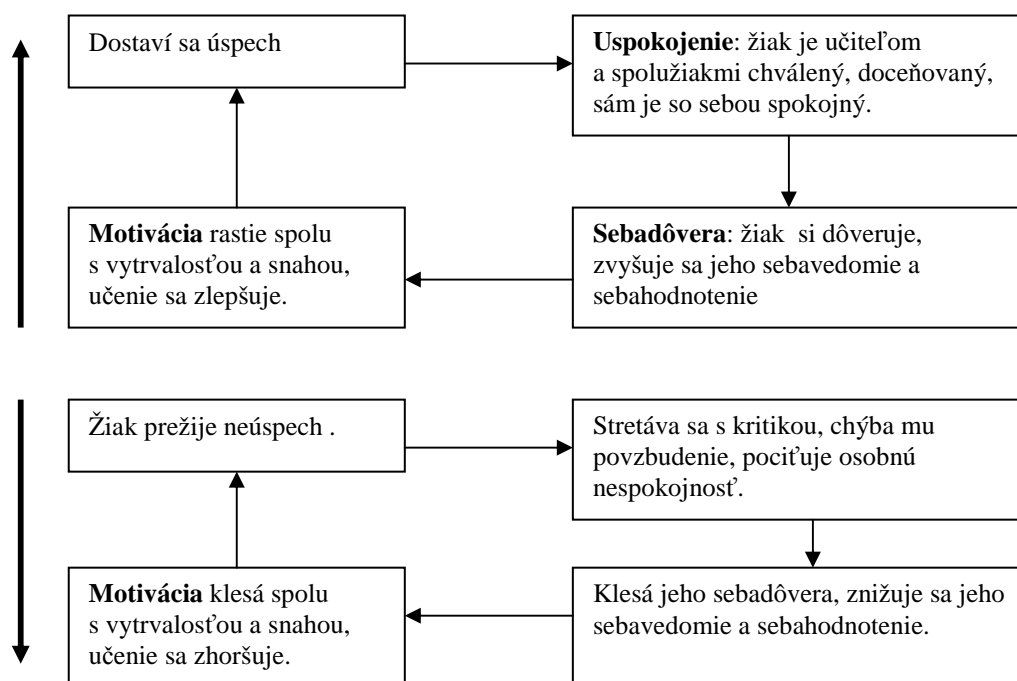 Dostaví sa úspech
Uspokojenie: žiak je učiteľom
a spolužiakmi chválený, doceňovaný,
sám je so sebou spokojný.
Motivácia rastie spolu
s vytrvalosťou a snahou,
učenie sa zlepšuje.
Sebadôvera: žiak si dôveruje,
zvyšuje sa jeho sebavedomie a
sebahodnotenie
Žiak prežije neúspech .
Stretáva sa s kritikou, chýba mu
povzbudenie, pociťuje osobnú
nespokojnosť.
Motivácia klesá spolu
s vytrvalosťou a snahou,
učenie sa zhoršuje.
Klesá jeho sebadôvera, znižuje sa jeho
sebavedomie a sebahodnotenie.